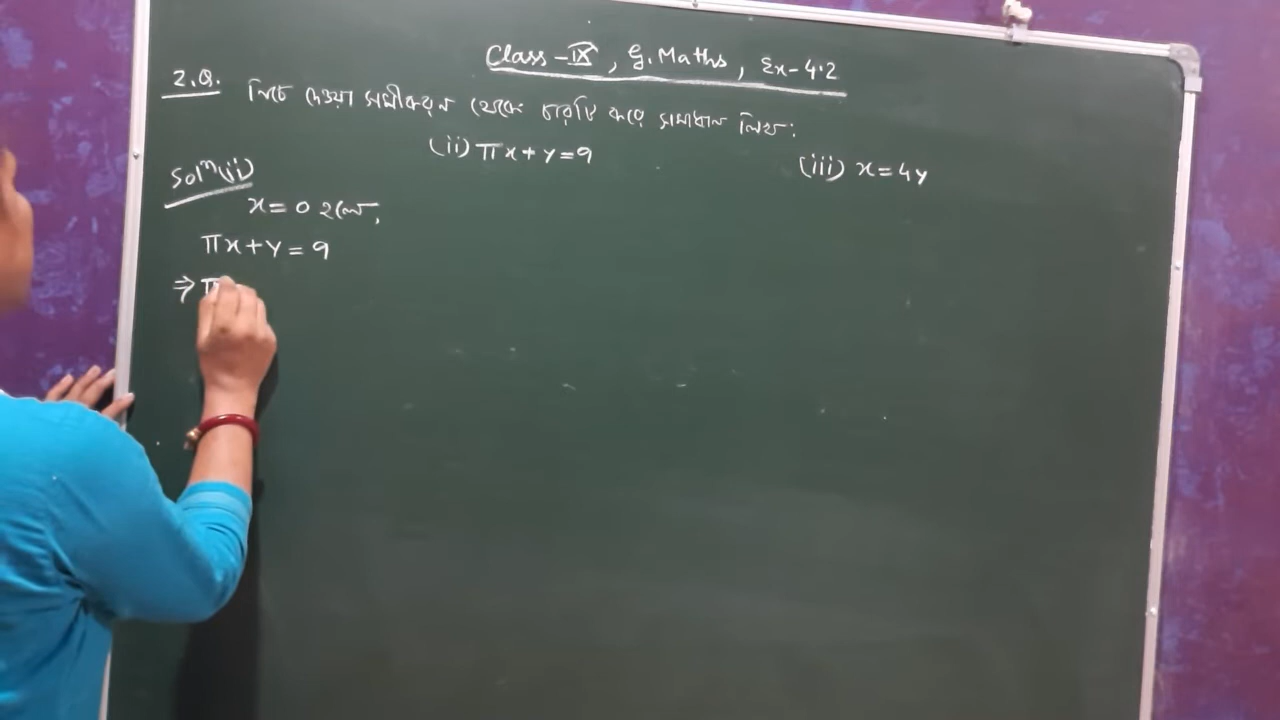 Class-IX, G.Maths, Ex-4.2
2.Q. নিচে দেওয়া সমীকরণ থেকে চারটি করে সমাধান লিখ:
(ii) πx+y=9 (iii) x=4y
Solⁿ(ii)
x=0 হলে,
πx+y=9
⇒π